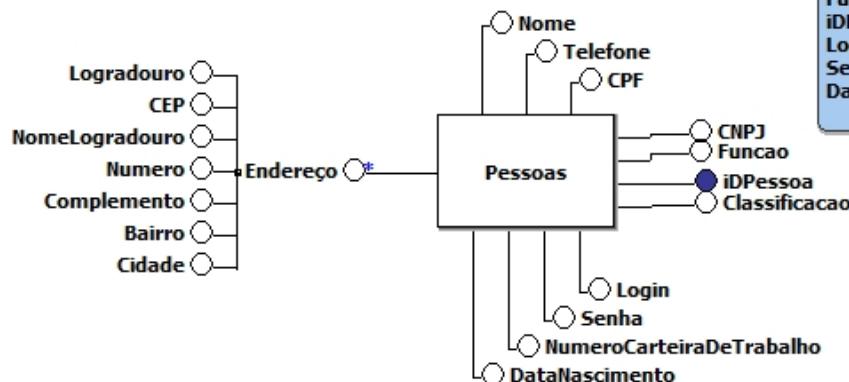 Nome
Telefone
CPF
Logradouro
CEP
NomeLogradouro
Numero
Complemento
Bairro
Cidade
Endereço *
Pessoas
CNPJ
Funcao
iDPessoa
Classificacao
Login
Senha
NumeroCarteiraDeTrabalho
DataNascimento